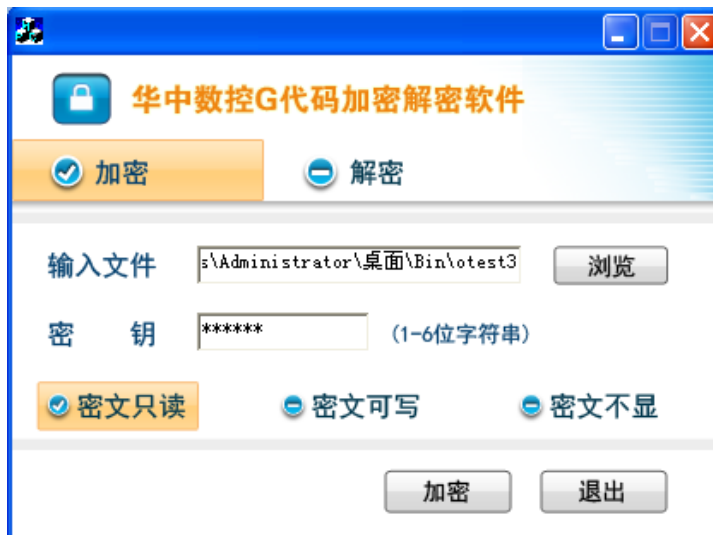 华中数控G代码加密解密软件
加密 解密
输入文件 s\Administrator\桌面\Bin\otest3 浏览
密 钥 ****** (1-6位字符串)
密文只读 密文可写 密文不显
加密 退出